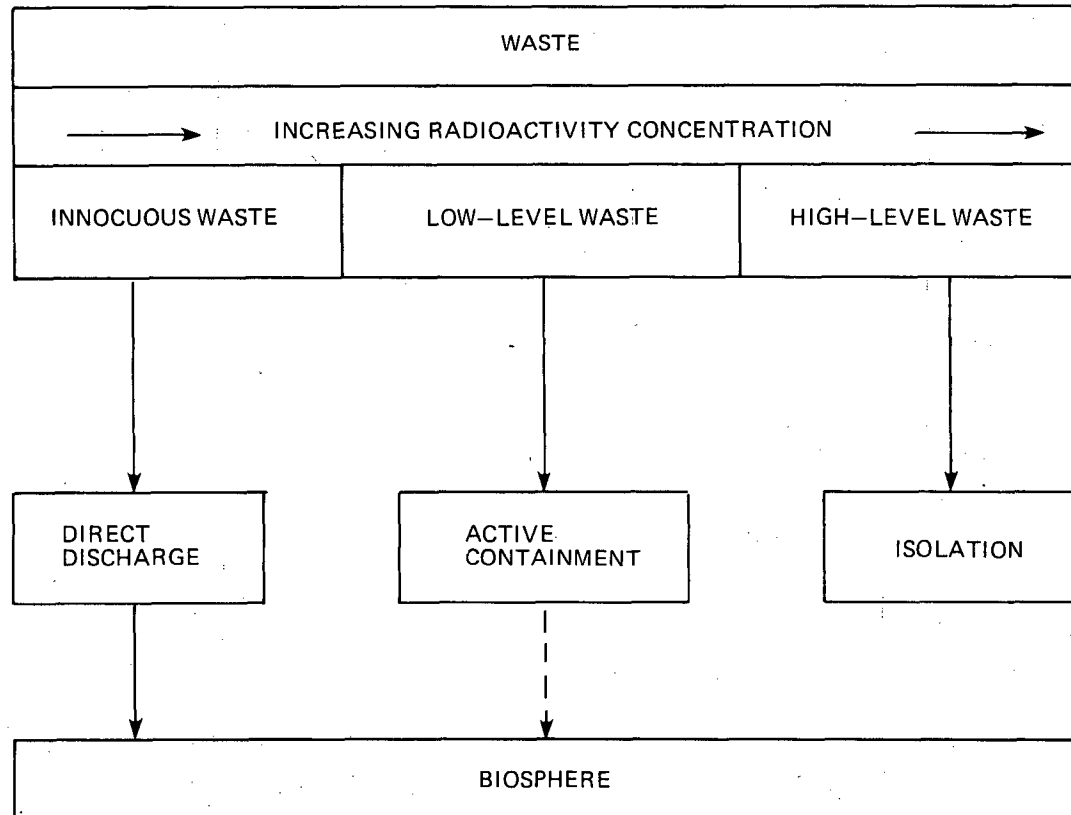 WASTE
INCREASING RADIOACTIVITY CONCENTRATION
INNOCUOUS WASTE
LOW–LEVEL WASTE
HIGH–LEVEL WASTE
DIRECT
DISCHARGE
ACTIVE
CONTAINMENT
ISOLATION
BIOSPHERE